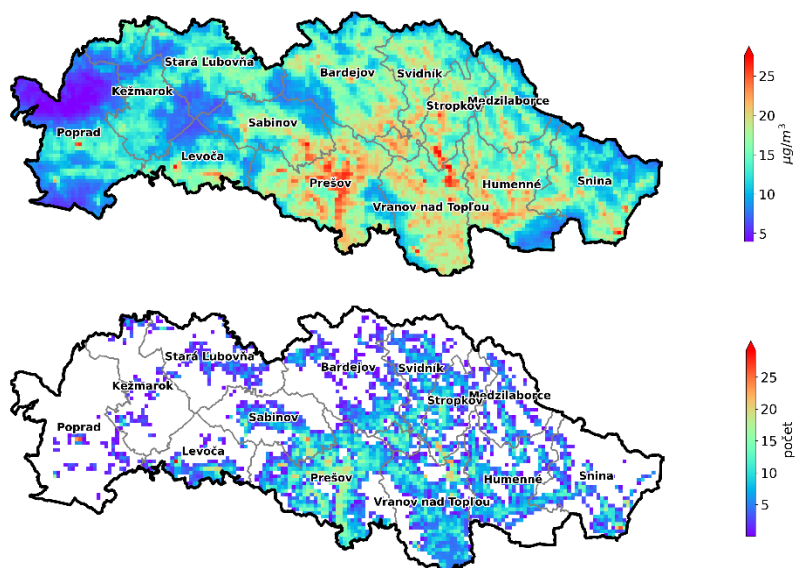 Stará Ľubovňa
Bardejov
Svidník
Kežmarok
Stropkov
Medzilaborce
Sabinov
Poprad
Levoča
Prešov
Humenné
Snina
Vranov nad Topľou
25
20
15
10
5
µg/m³
Stará Ľubovňa
Bardejov
Svidník
Kežmarok
Stropkov
Medzilaborce
Sabinov
Poprad
Levoča
Prešov
Humenné
Snina
Vranov nad Topľou
25
20
15
10
5
počet